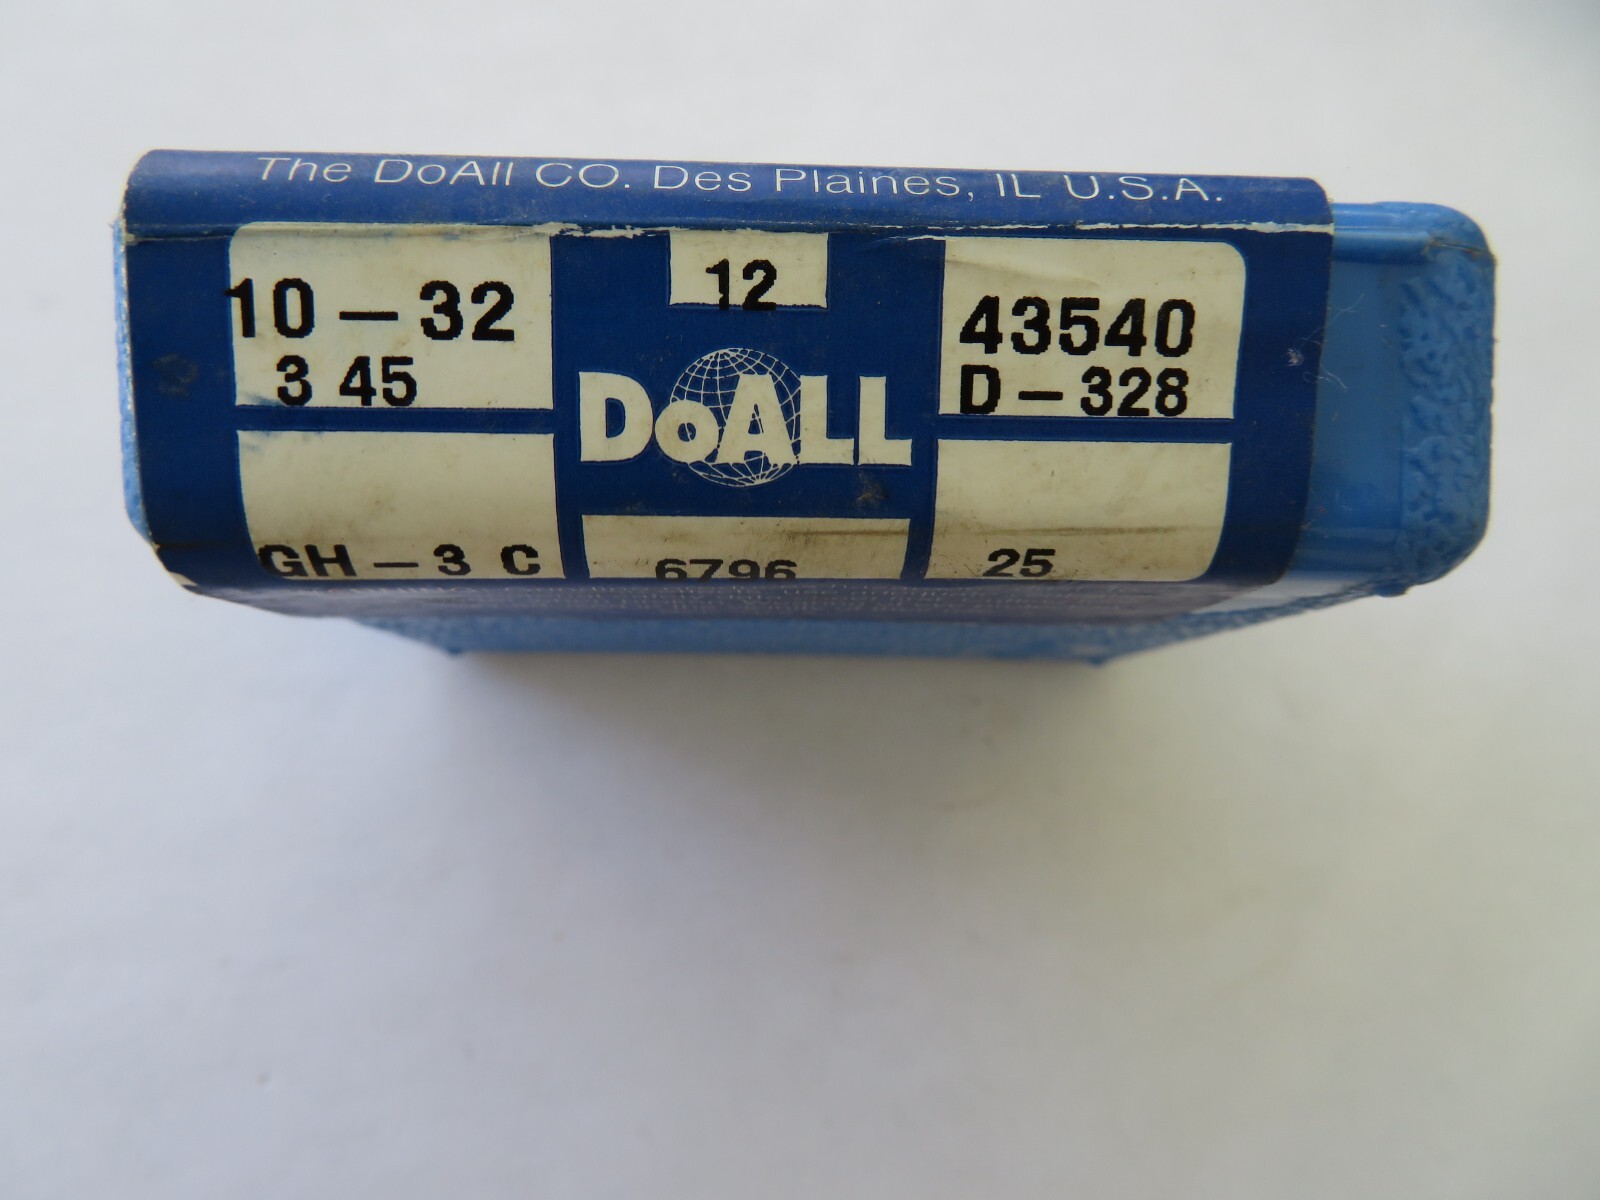 The DoAll CO. Des Plaines, IL U.S.A.
12
10-32
3 45
43540
D-328
DoALL
GH-3 C
6796
25